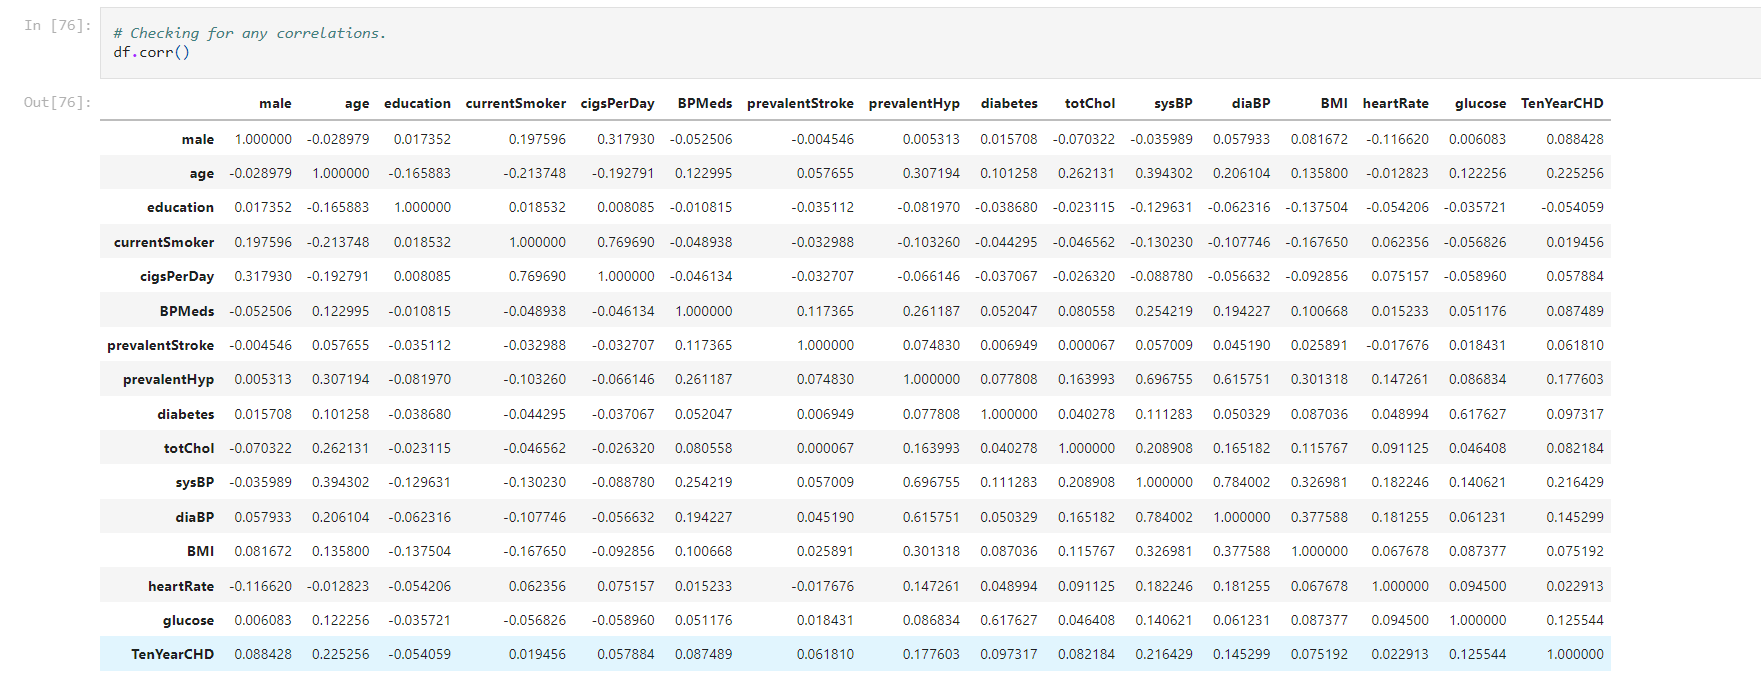 In [76]:
# Checking for any correlations.
df.corr()
Out[76]:
male age education currentSmoker cigsPerDay BPMeds prevalentStroke prevalentHyp diabetes totChol sysBP diaBP BMI heartRate glucose TenYearCHD
male 1.000000 -0.028979 0.017352 0.197596 0.317930 -0.052506 -0.004546 0.005313 0.015708 -0.070322 -0.035989 0.057933 0.081672 -0.116620 0.006083 0.088428
age -0.028979 1.000000 -0.165883 -0.213748 -0.192791 0.122995 0.057655 0.307194 0.101258 0.262131 0.394302 0.206104 0.135800 -0.012823 0.122256 0.225256
education 0.017352 -0.165883 1.000000 0.018532 0.008085 -0.010815 -0.035112 -0.081970 -0.038680 -0.023115 -0.129631 -0.062316 -0.137504 -0.054206 -0.035721 -0.054059
currentSmoker 0.197596 -0.213748 0.018532 1.000000 0.769690 -0.048938 -0.032988 -0.103260 -0.044295 -0.046562 -0.130230 -0.107746 -0.167650 0.062356 -0.056826 0.019456
cigsPerDay 0.317930 -0.192791 0.008085 0.769690 1.000000 -0.046134 -0.032707 -0.066146 -0.037067 -0.026320 -0.088780 -0.056632 -0.092856 0.075157 -0.058960 0.057884
BPMeds -0.052506 0.122995 -0.010815 -0.048938 -0.046134 1.000000 0.117365 0.261187 0.052047 0.080558 0.254219 0.194227 0.100668 0.015233 0.051176 0.087489
prevalentStroke -0.004546 0.057655 -0.035112 -0.032988 -0.032707 0.117365 1.000000 0.074830 0.006949 0.000067 0.057009 0.045190 0.025891 -0.017676 0.018431 0.061810
prevalentHyp 0.005313 0.307194 -0.081970 -0.103260 -0.066146 0.261187 0.074830 1.000000 0.077808 0.163993 0.696755 0.615751 0.301318 0.147261 0.086834 0.177603
diabetes 0.015708 0.101258 -0.038680 -0.044295 -0.037067 0.052047 0.006949 0.077808 1.000000 0.040278 0.111283 0.050329 0.087036 0.048994 0.617627 0.097317
totChol -0.070322 0.262131 -0.023115 -0.046562 -0.026320 0.080558 0.000067 0.163993 0.040278 1.000000 0.208908 0.165182 0.115767 0.091125 0.046408 0.082184
sysBP -0.035989 0.394302 -0.129631 -0.130230 -0.088780 0.254219 0.057009 0.696755 0.111283 0.208908 1.000000 0.784002 0.326981 0.182246 0.140621 0.216429
diaBP 0.057933 0.206104 -0.062316 -0.107746 -0.056632 0.194227 0.045190 0.615751 0.050329 0.165182 0.784002 1.000000 0.377588 0.181255 0.061231 0.145299
BMI 0.081672 0.135800 -0.137504 -0.167650 -0.092856 0.100668 0.025891 0.301318 0.087036 0.115767 0.326981 0.377588 1.000000 0.067678 0.087377 0.075192
heartRate -0.116620 -0.012823 -0.054206 0.062356 0.075157 0.015233 -0.017676 0.147261 0.048994 0.091125 0.182246 0.181255 0.067678 1.000000 0.094500 0.022913
glucose 0.006083 0.122256 -0.035721 -0.056826 -0.058960 0.051176 0.018431 0.086834 0.617627 0.046408 0.140621 0.061231 0.087377 0.094500 1.000000 0.125544
TenYearCHD 0.088428 0.225256 -0.054059 0.019456 0.057884 0.087489 0.061810 0.177603 0.097317 0.082184 0.216429 0.145299 0.075192 0.022913 0.125544 1.000000